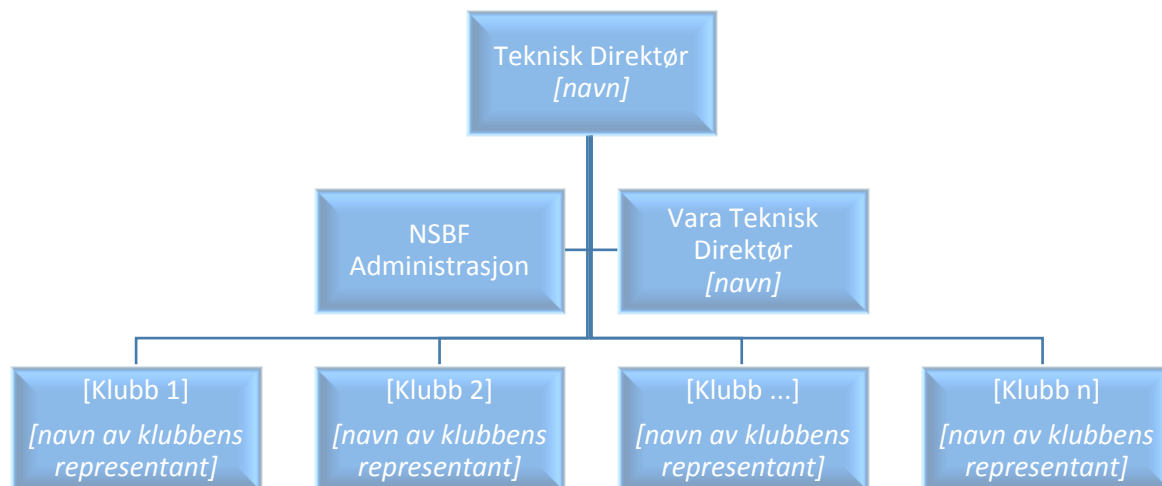 Teknisk Direktør
[navn]
NSBF
Administrasjon
Vara Teknisk
Direktør
[navn]
[Klubb 1]
[navn av klubbens
representant]
[Klubb 2]
[navn av klubbens
representant]
[Klubb ...]
[navn av klubbens
representant]
[Klubb n]
[navn av klubbens
representant]